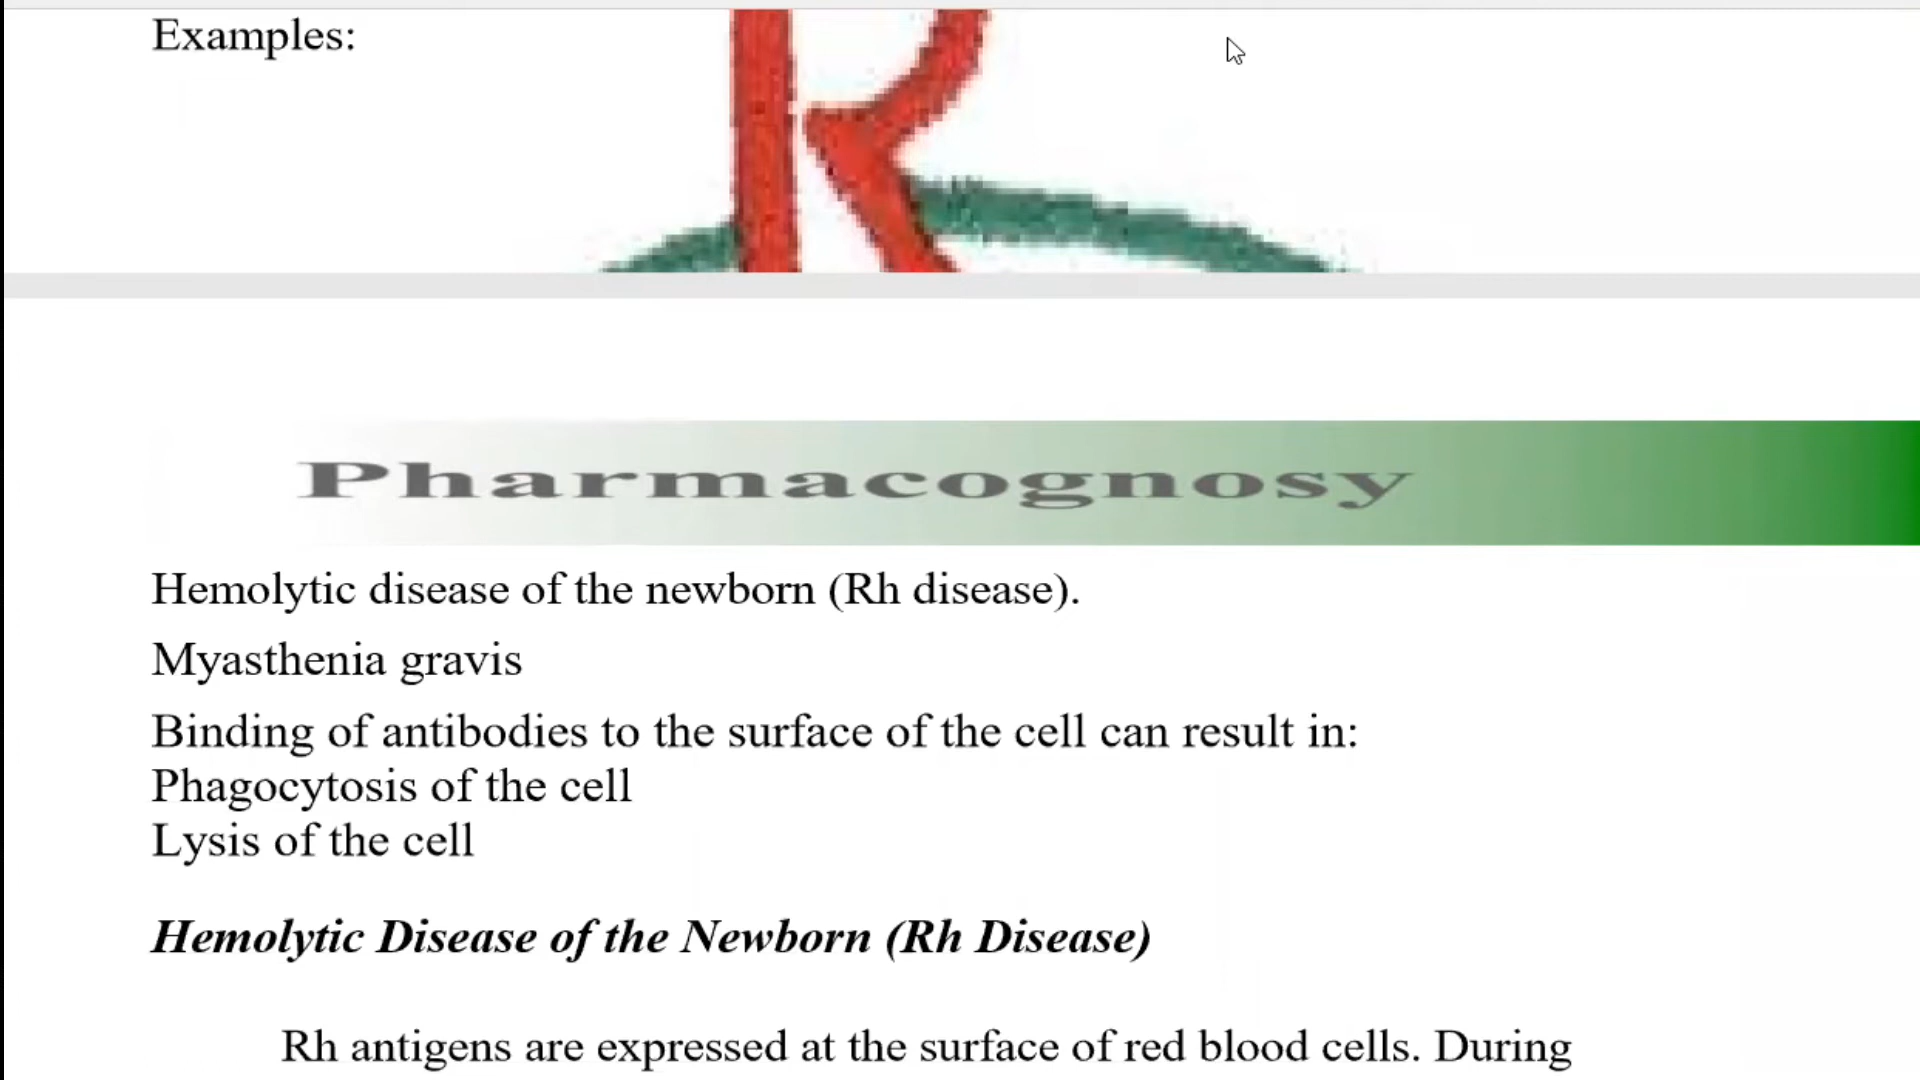 Examples:
Pharmacognosy
Hemolytic disease of the newborn (Rh disease).
Myasthenia gravis
Binding of antibodies to the surface of the cell can result in:
Phagocytosis of the cell
Lysis of the cell
Hemolytic Disease of the Newborn (Rh Disease)
Rh antigens are expressed at the surface of red blood cells. During